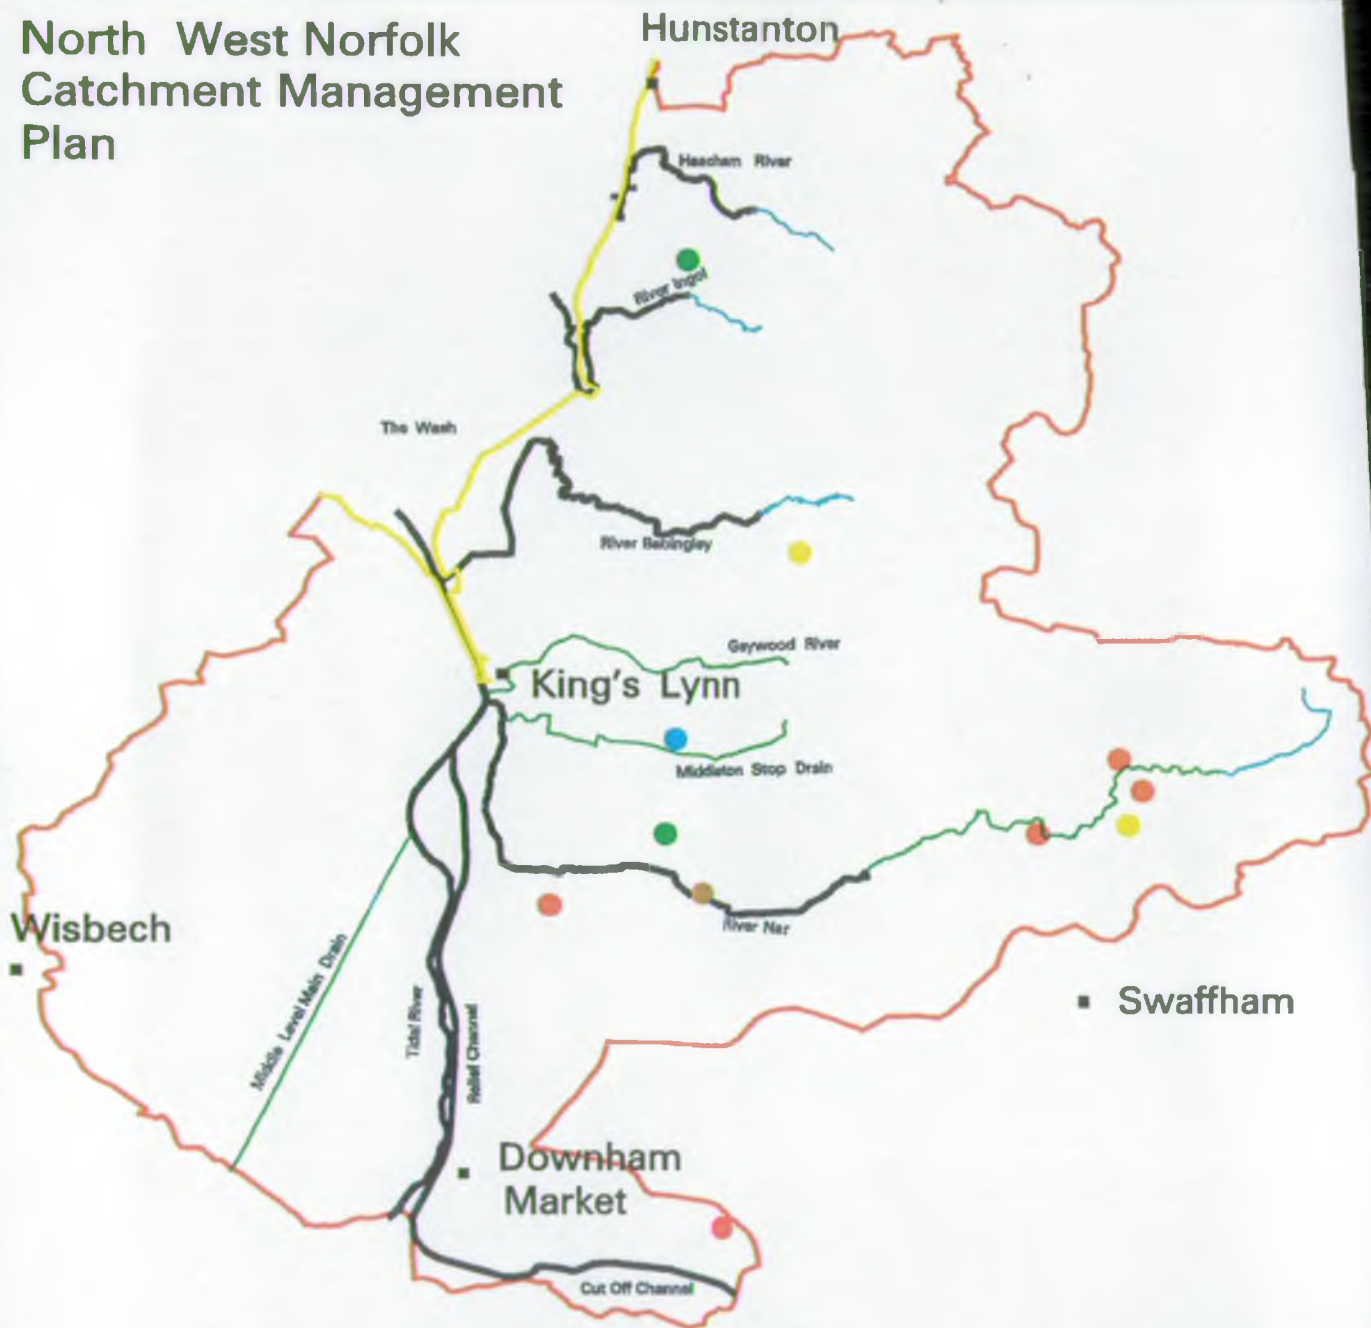 North West Norfolk
Catchment Management
Plan
Hunstanton
Heacham River
River Ingol
The Wash
River Babingley
Gaywood River
King's Lynn
Middleton Stop Drain
Wisbech
River Nar
Middle Level Main Drain
Tidal River
Relief Channel
Swaffham
Downham
Market
Cut Off Channel